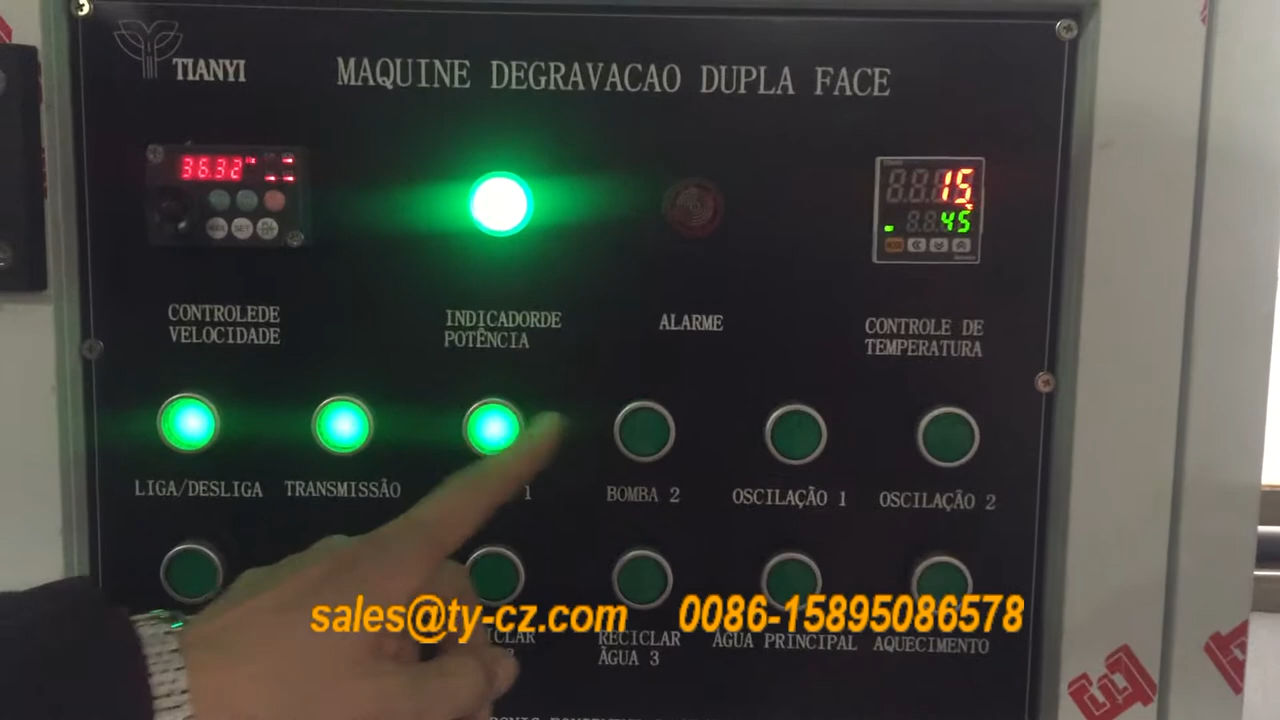 TIANYI
MAQUINE DEGRAVACAO DUPLA FACE
36.32
15
45
CONTROLEDE
VELOCIDADE
INDICADORDE
POTÊNCIA
ALARME
CONTROLE DE
TEMPERATURA
LIGA/DESLIGA
TRANSMISSÃO
1
BOMBA 2
OSCILAÇÃO 1
OSCILAÇÃO 2
sales@ty-cz.com 0086-15895086578
RECICLAR
ÃGUA 3
ÁGUA PRINCIPAL
AQUECIMENTO